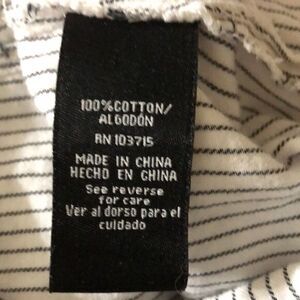 100%COTTON/
ALGODÓN
RN 103715
MADE IN CHINA
HECHO EN CHINA
See reverse
for care
Ver al dorso para el
cuidado